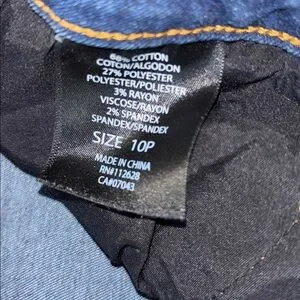 68% COTTON
COTON/ALGODON
27% POLYESTER
POLYESTER/POLIESTER
3% RAYON
VISCOSE/RAYON
2% SPANDEX
SPANDEX/SPANDEX
SIZE 10P
MADE IN CHINA
RN#112628
CA#07043